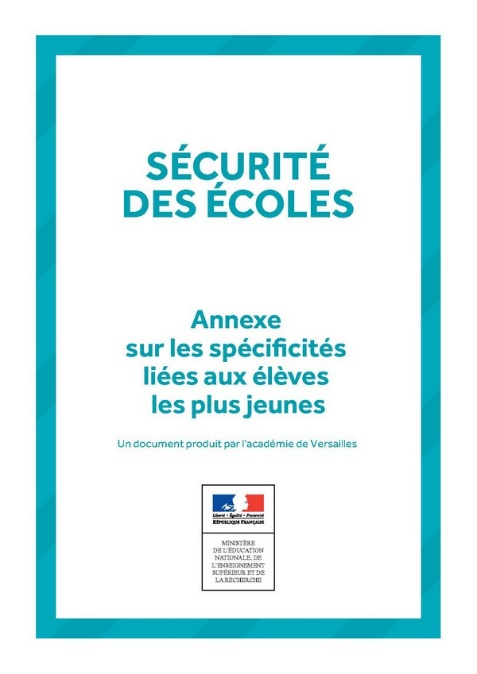 SÉCURITÉ
DES ÉCOLES
Annexe
sur les spécificités
liées aux élèves
les plus jeunes
Un document produit par l'académie de Versailles
Liberté • Égalité • Fraternité
RÉPUBLIQUE FRANÇAISE
MINISTÈRE
DE L'ÉDUCATION
NATIONALE, DE
L'ENSEIGNEMENT
SUPÉRIEUR ET DE
LA RECHERCHE